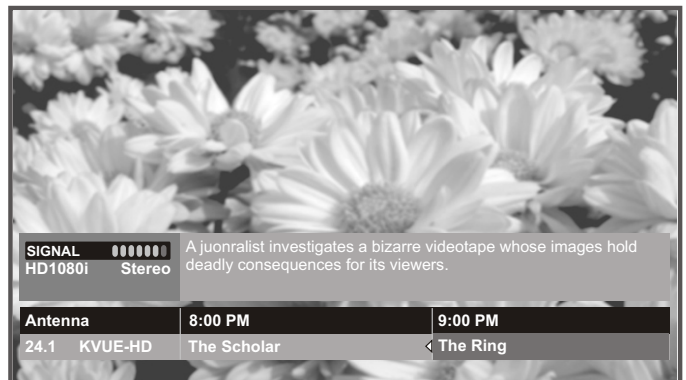 SIGNAL
HD1080i Stereo
A juonralist investigates a bizarre videotape whose images hold
deadly consequences for its viewers.
Antenna 8:00 PM 9:00 PM
24.1 KVUE-HD The Scholar The Ring